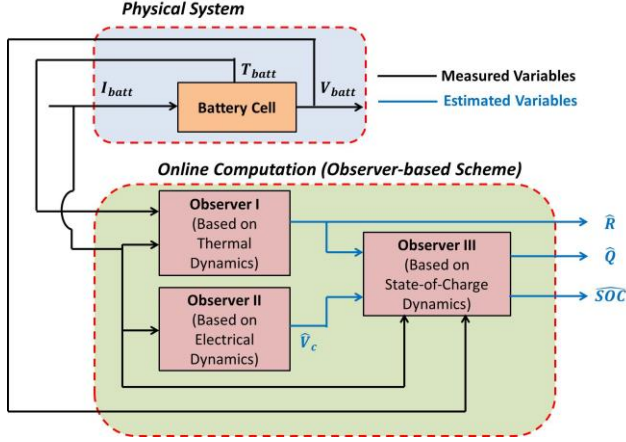 Physical System
T_batt
I_batt
V_batt
Battery Cell
Measured Variables
Estimated Variables
Online Computation (Observer-based Scheme)
Observer I
(Based on
Thermal
Dynamics)
Observer II
(Based on
Electrical
Dynamics)
V̂_c
Observer III
(Based on
State-of-Charge
Dynamics)
R̂
Q̂
\widehat{SOC}